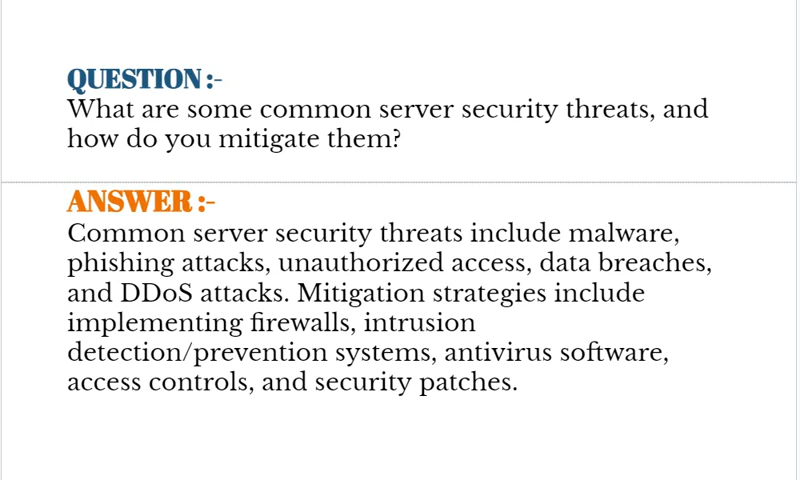 QUESTION :-
What are some common server security threats, and
how do you mitigate them?
ANSWER :-
Common server security threats include malware,
phishing attacks, unauthorized access, data breaches,
and DDoS attacks. Mitigation strategies include
implementing firewalls, intrusion
detection/prevention systems, antivirus software,
access controls, and security patches.